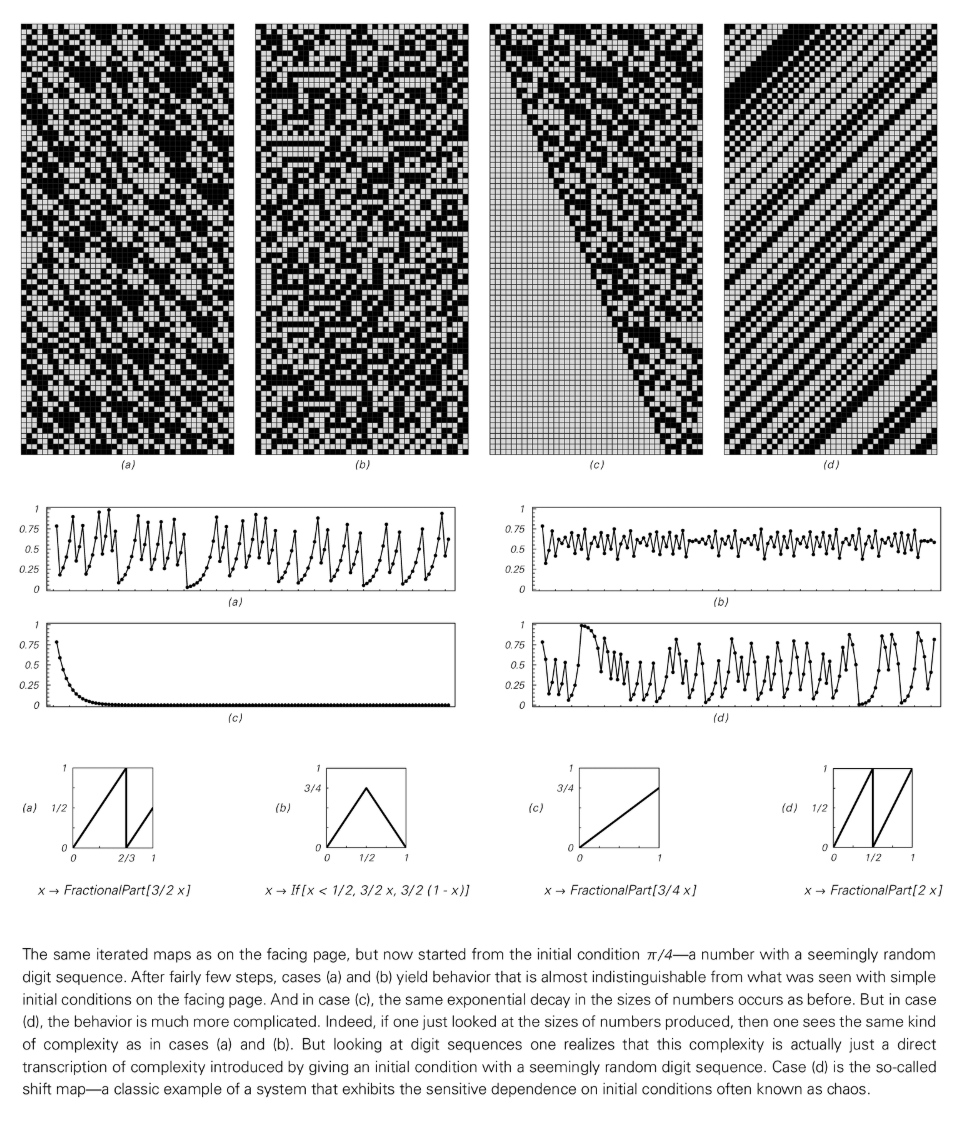 (a) (b) (c) (d)
1 1
0.75 0.75
0.5 0.5
0.25 0.25
0 0
(a) (b)
1 1
0.75 0.75
0.5 0.5
0.25 0.25
0 0
(c) (d)
1 1 1 1
3/4 3/4
(a) 1/2 (b) (c) (d) 1/2
0 0 0 0
0 2/3 1 0 1/2 1 0 1 0 1/2 1
x → FractionalPart[3/2 x] x → If[x < 1/2, 3/2 x, 3/2 (1 - x)] x → FractionalPart[3/4 x] x → FractionalPart[2 x]
The same iterated maps as on the facing page, but now started from the initial condition π/4—a number with a seemingly random
digit sequence. After fairly few steps, cases (a) and (b) yield behavior that is almost indistinguishable from what was seen with simple
initial conditions on the facing page. And in case (c), the same exponential decay in the sizes of numbers occurs as before. But in case
(d), the behavior is much more complicated. Indeed, if one just looked at the sizes of numbers produced, then one sees the same kind
of complexity as in cases (a) and (b). But looking at digit sequences one realizes that this complexity is actually just a direct
transcription of complexity introduced by giving an initial condition with a seemingly random digit sequence. Case (d) is the so-called
shift map—a classic example of a system that exhibits the sensitive dependence on initial conditions often known as chaos.